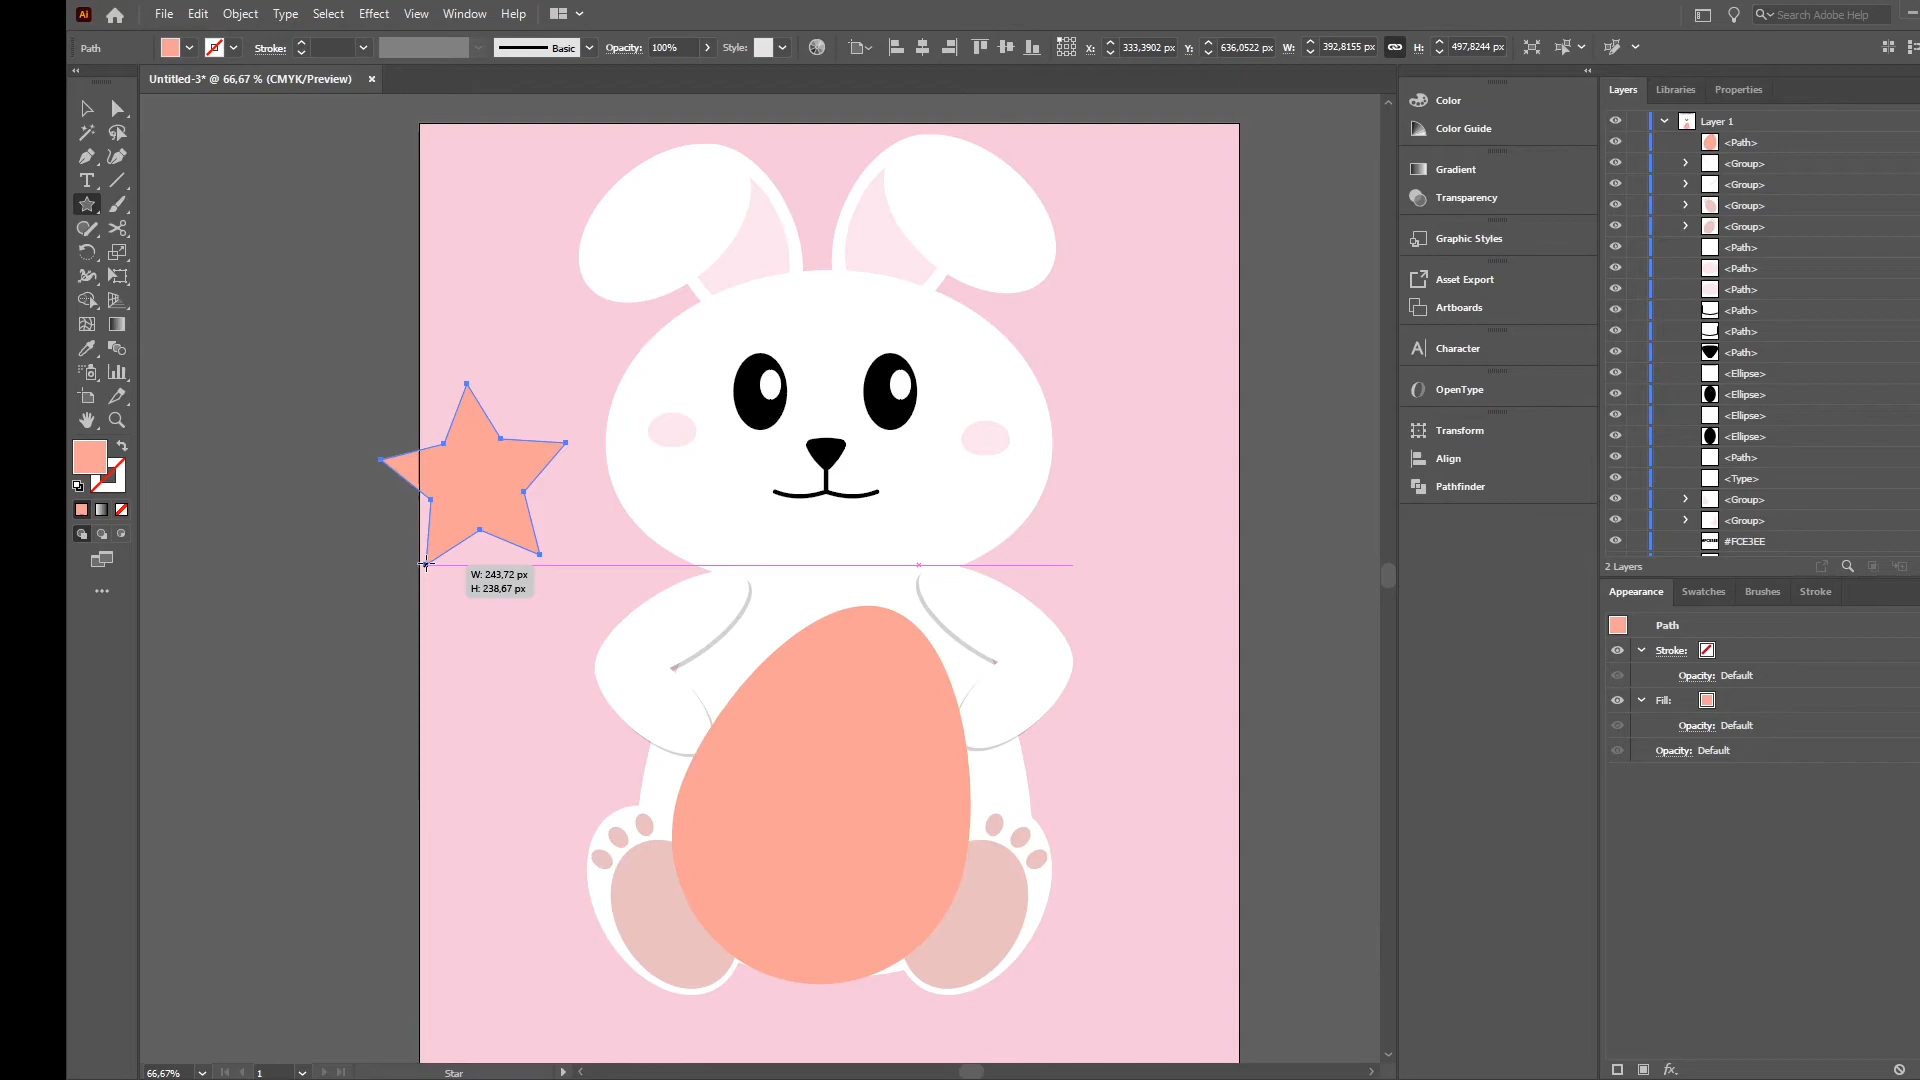 Ai File Edit Object Type Select Effect View Window Help Search Adobe Help
Path Stroke: Basic Opacity: 100% Style: X: 333,3902 px Y: 636,0522 px W: 392,8155 px H: 497,8244 px
Untitled-3* @ 66,67 % (CMYK/Preview) ×
W: 243,72 px
H: 238,67 px
66,67% 1 Star
Color
Color Guide
Gradient
Transparency
Graphic Styles
Asset Export
Artboards
Character
OpenType
Transform
Align
Pathfinder
Layers Libraries Properties
Layer 1
<Path>
<Group>
<Group>
<Group>
<Group>
<Path>
<Path>
<Path>
<Path>
<Path>
<Path>
<Ellipse>
<Ellipse>
<Ellipse>
<Ellipse>
<Path>
<Type>
<Group>
<Group>
#FCE3EE
2 Layers
Appearance Swatches Brushes Stroke
Path
Stroke:
Opacity: Default
Fill:
Opacity: Default
Opacity: Default
fx.